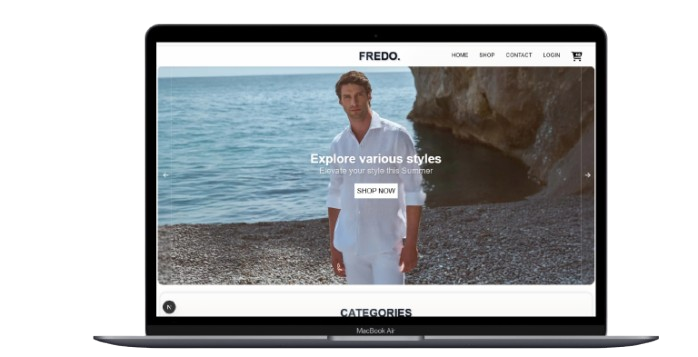 FREDO.
HOME SHOP CONTACT LOGIN
Explore various styles
Elevate your style this Summer
SHOP NOW
CATEGORIES
N
MacBook Air